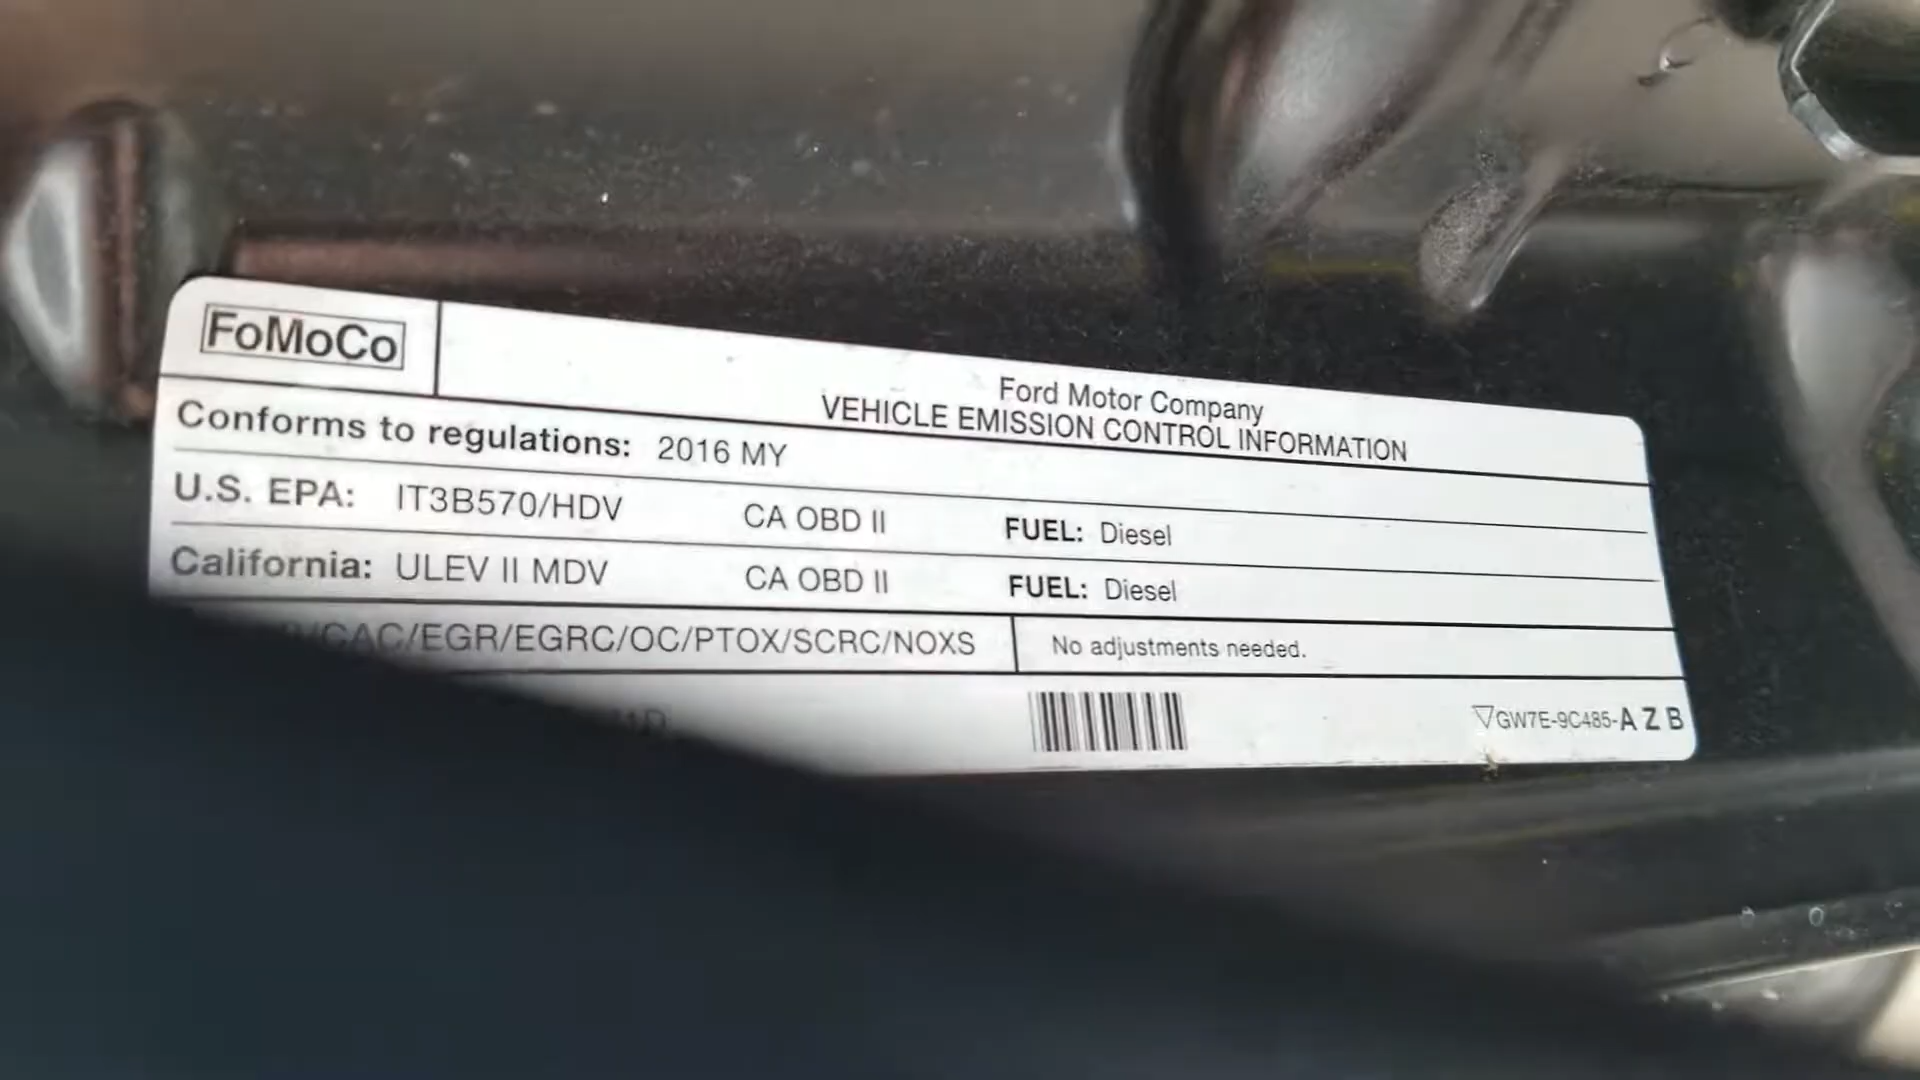 FoMoCo
Ford Motor Company
VEHICLE EMISSION CONTROL INFORMATION
Conforms to regulations: 2016 MY
U.S. EPA: IT3B570/HDV CA OBD II FUEL: Diesel
California: ULEV II MDV CA OBD II FUEL: Diesel
/CAC/EGR/EGRC/OC/PTOX/SCRC/NOXS No adjustments needed.
GW7E-9C485-A Z B